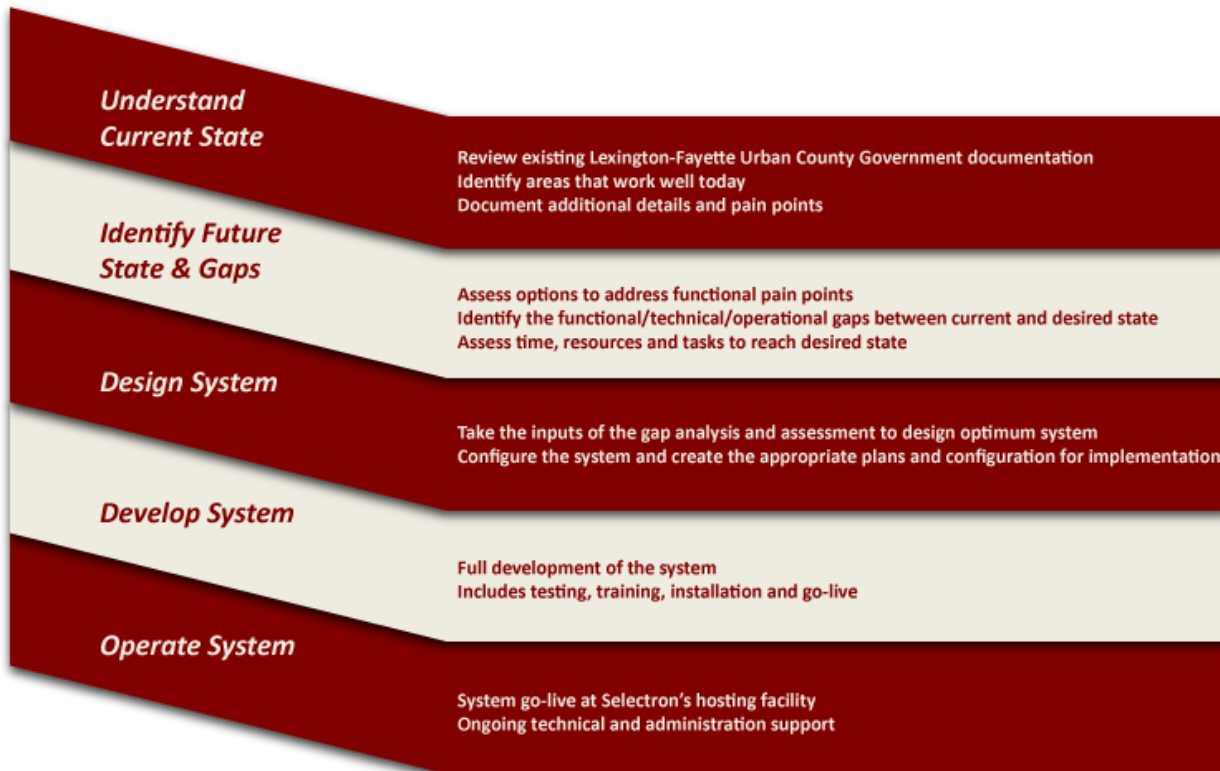 Understand
Current State
Review existing Lexington-Fayette Urban County Government documentation
Identify areas that work well today
Document additional details and pain points
Identify Future
State & Gaps
Assess options to address functional pain points
Identify the functional/technical/operational gaps between current and desired state
Assess time, resources and tasks to reach desired state
Design System
Take the inputs of the gap analysis and assessment to design optimum system
Configure the system and create the appropriate plans and configuration for implementation
Develop System
Full development of the system
Includes testing, training, installation and go-live
Operate System
System go-live at Selectron's hosting facility
Ongoing technical and administration support